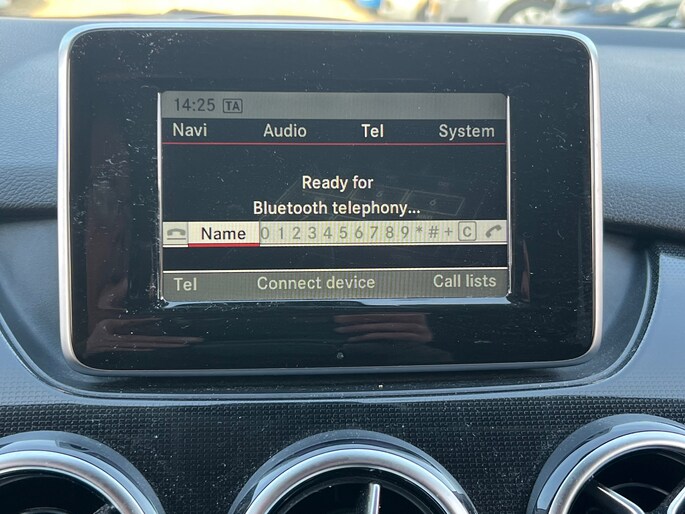 14:25 TA
Navi Audio Tel System
Ready for
Bluetooth telephony...
Name 0 1 2 3 4 5 6 7 8 9 * # + C
Tel Connect device Call lists